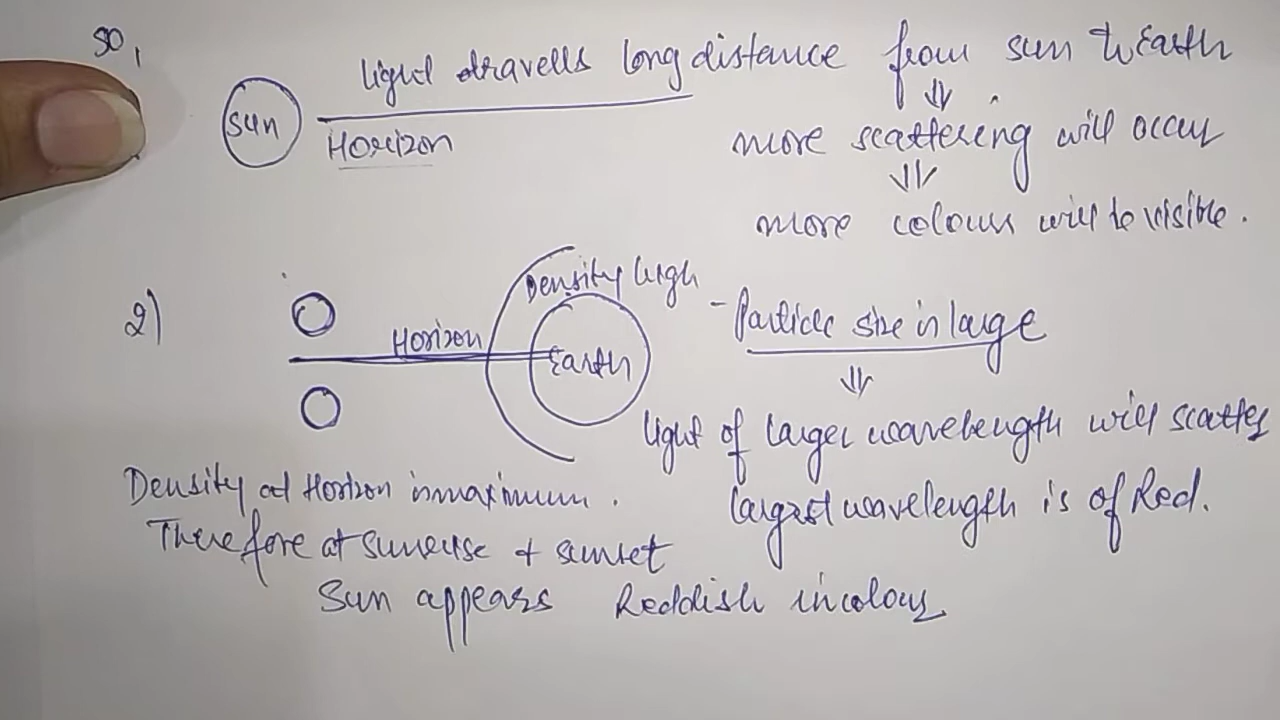 so,
light travells long distance from sun to Earth
sun
Horizon
more scattering will occur
more colours will be visible.
2)
Density high
- Particle size is large
Horizon
Earth
light of larger wavelength will scatter
Density at Horizon is maximum.
largest wavelength is of Red.
Therefore at sunrise + sunset
Sun appears Reddish in colour